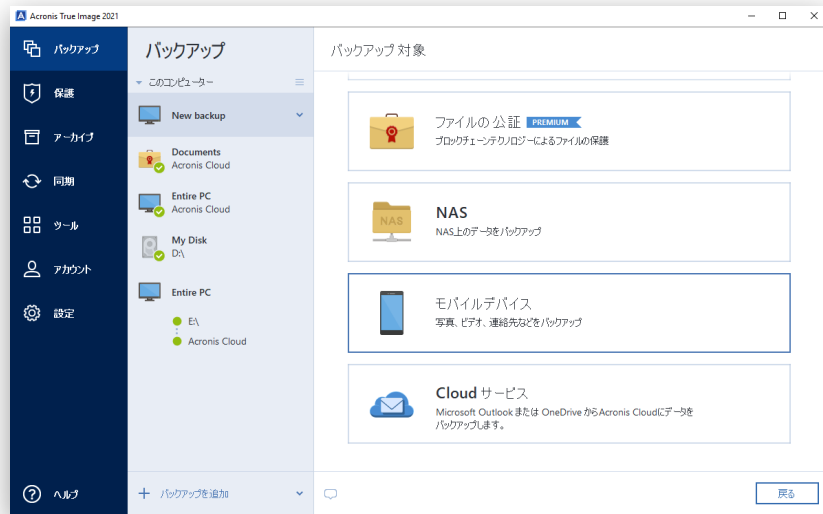 Acronis True Image 2021
バックアップ
保護
アーカイブ
同期
ツール
アカウント
設定
ヘルプ
バックアップ
このコンピューター
New backup
Documents
Acronis Cloud
Entire PC
Acronis Cloud
My Disk
D:\
Entire PC
E:\
Acronis Cloud
バックアップを追加
バックアップ対象
ファイルの公証 PREMIUM
ブロックチェーンテクノロジーによるファイルの保護
NAS
NAS
NAS上のデータをバックアップ
モバイルデバイス
写真、ビデオ、連絡先などをバックアップ
Cloud サービス
Microsoft Outlook または OneDrive からAcronis Cloudにデータを
バックアップします。
戻る